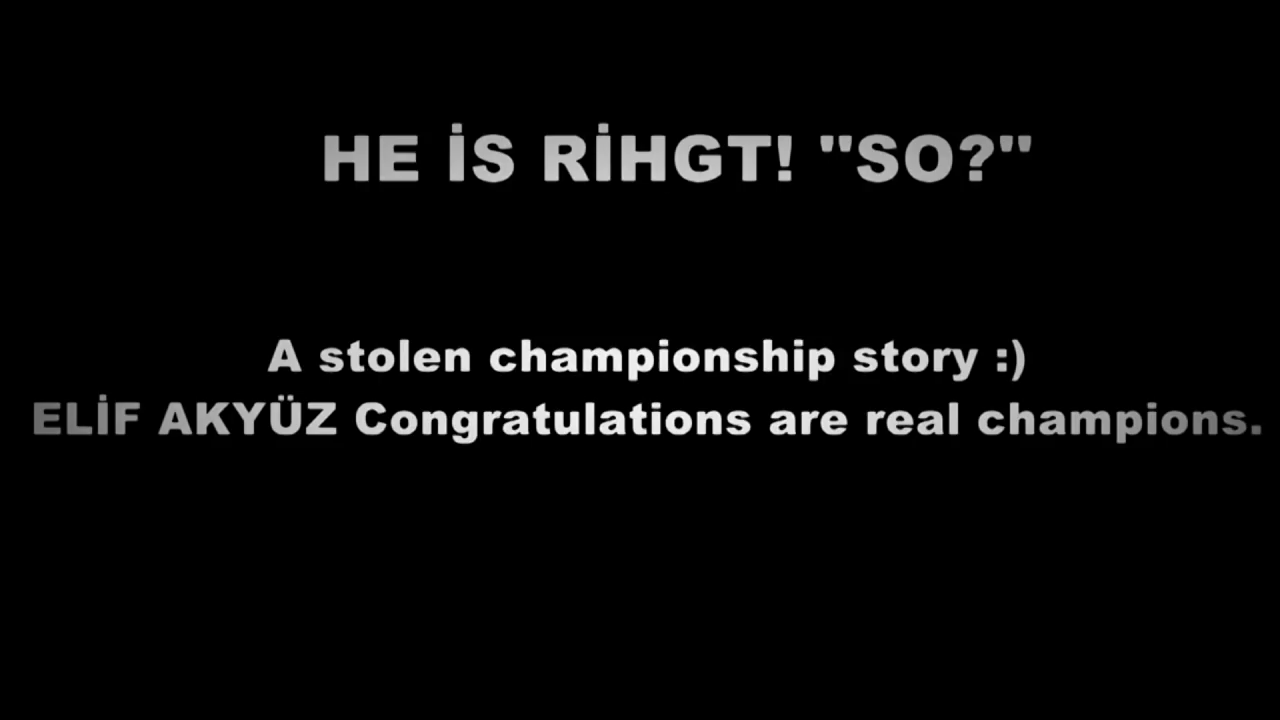 HE İS RİHGT! "SO?"
A stolen championship story :)
ELİF AKYÜZ Congratulations are real champions.